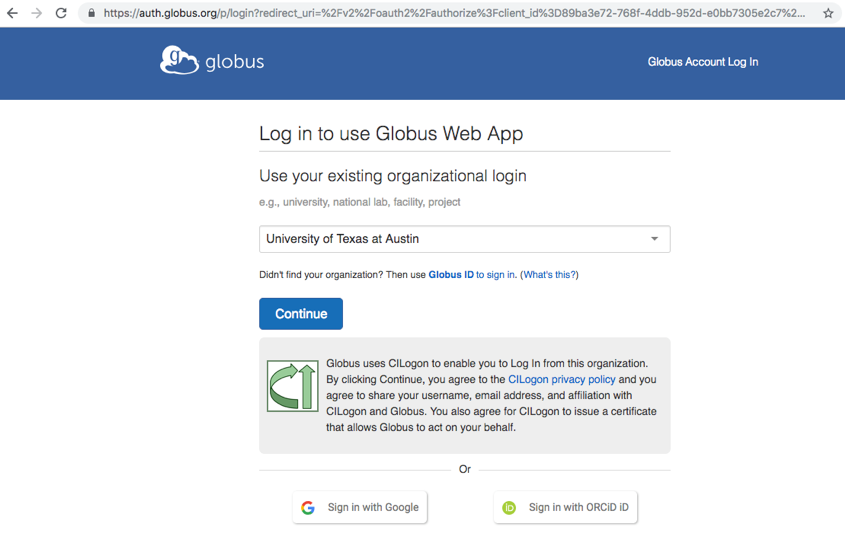 https://auth.globus.org/p/login?redirect_uri=%2Fv2%2Foauth2%2Fauthorize%3Fclient_id%3D89ba3e72-768f-4ddb-952d-e0bb7305e2c7%2...
g globus
Globus Account Log In
Log in to use Globus Web App
Use your existing organizational login
e.g., university, national lab, facility, project
University of Texas at Austin
Didn't find your organization? Then use Globus ID to sign in. (What's this?)
Continue
Globus uses CILogon to enable you to Log In from this organization.
By clicking Continue, you agree to the CILogon privacy policy and you
agree to share your username, email address, and affiliation with
CILogon and Globus. You also agree for CILogon to issue a certificate
that allows Globus to act on your behalf.
Or
G Sign in with Google
iD Sign in with ORCiD iD